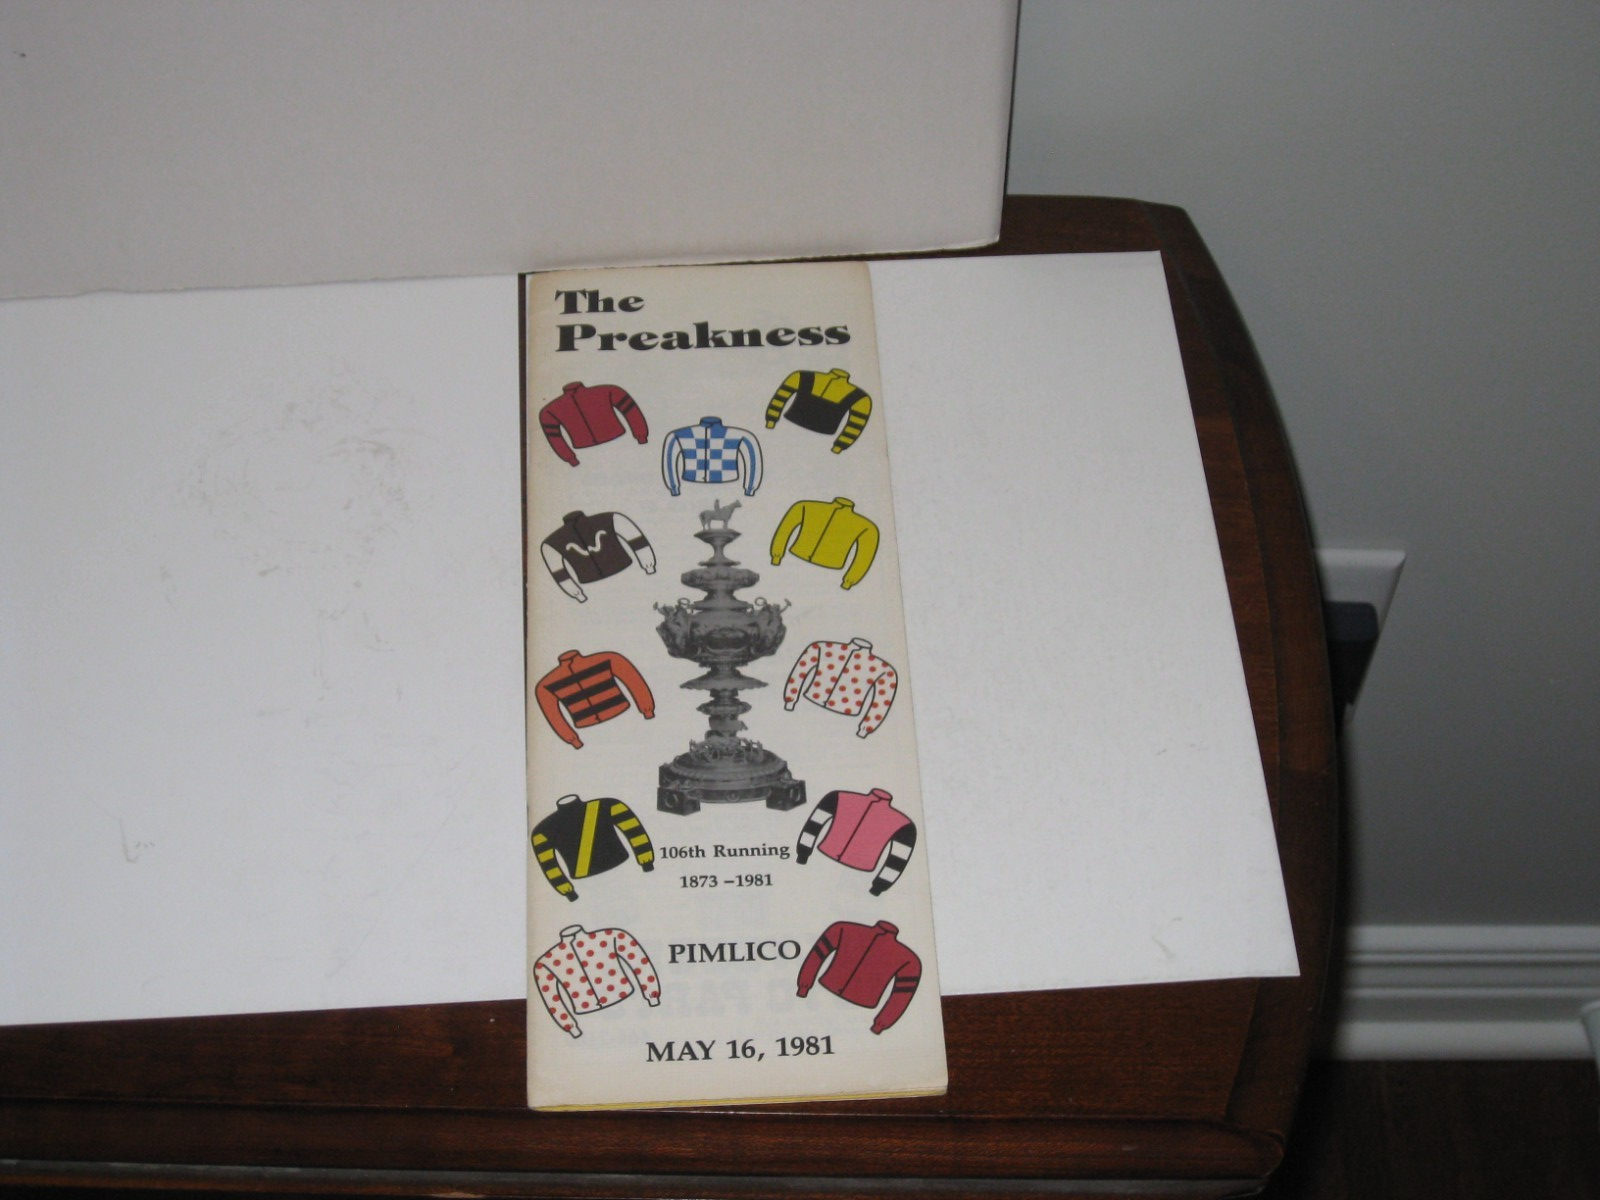 The
Preakness
106th Running
1873 –1981
PIMLICO
MAY 16, 1981